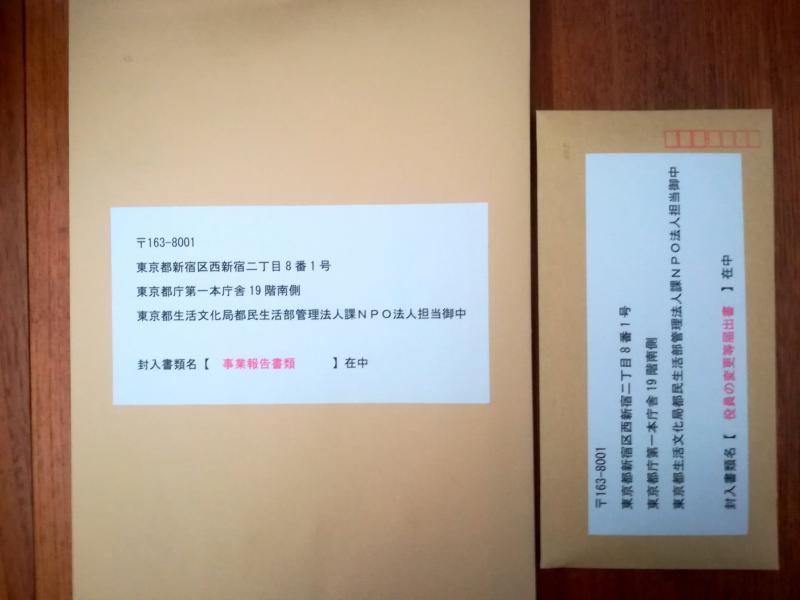 〒163-8001
東京都新宿区西新宿二丁目8番1号
東京都庁第一本庁舎19階南側
東京都生活文化局都民生活部管理法人課NPO法人担当御中
封入書類名【 事業報告書類 】在中
〒163-8001
東京都新宿区西新宿二丁目8番1号
東京都庁第一本庁舎19階南側
東京都生活文化局都民生活部管理法人課NPO法人担当御中
封入書類名【 役員の変更等届出書 】在中